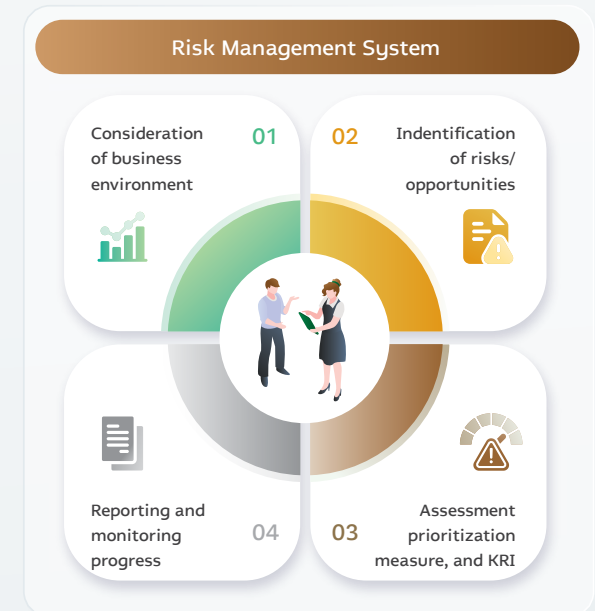 Risk Management System
Consideration
of business
environment
01
02
Indentification
of risks/
opportunities
Reporting and
monitoring
progress
04
03
Assessment
prioritization
measure, and KRI